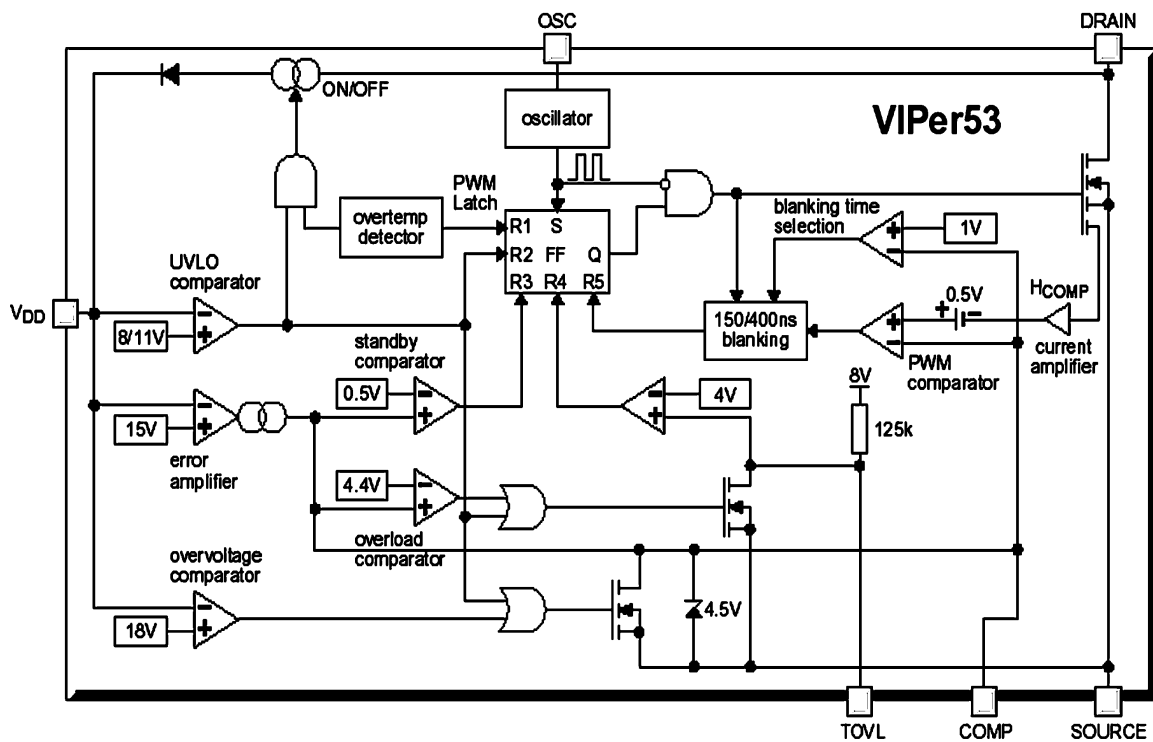 OSC
DRAIN
ON/OFF
oscillator
VIPer53
PWM
Latch
overtemp
detector
R1 S
R2 FF Q
R3 R4 R5
blanking time
selection
+
-
1V
UVLO
comparator
VDD
-
+
8/11V
150/400ns
blanking
+
-
PWM
comparator
+ 0.5V -
HCOMP
current
amplifier
standby
comparator
0.5V
-
+
-
+
4V
8V
125k
-
+
15V
error
amplifier
4.4V
-
+
overload
comparator
overvoltage
comparator
-
+
18V
4.5V
TOVL
COMP
SOURCE